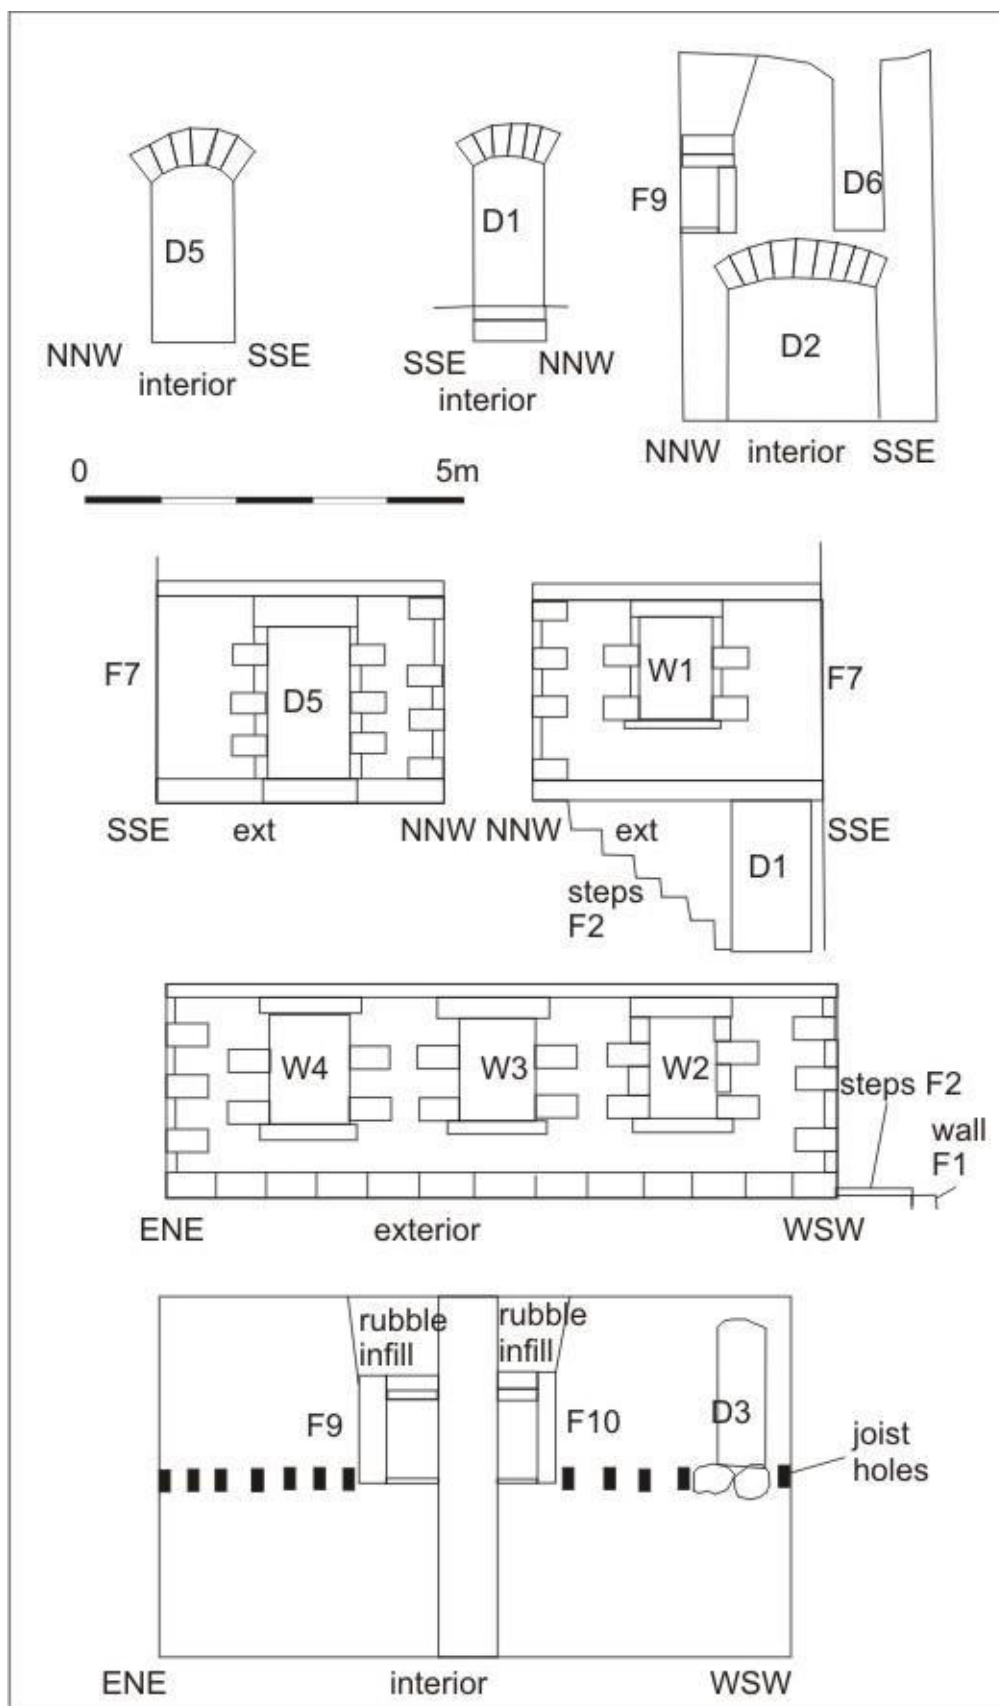 D5
NNW SSE
interior
D1
SSE NNW
interior
F9
D6
D2
NNW interior SSE
0 5m
F7
D5
SSE ext NNW
W1
F7
NNW ext SSE
steps
F2
D1
W4 W3 W2
steps F2
wall
F1
ENE exterior WSW
rubble
infill
rubble
infill
F9 F10 D3
joist
holes
ENE interior WSW